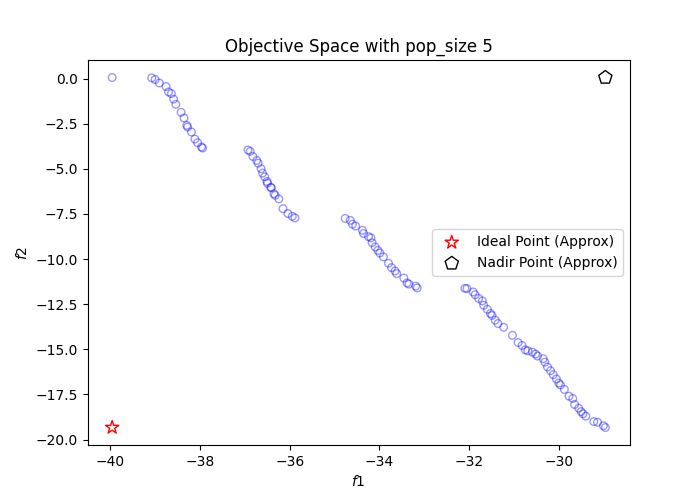 Objective Space with pop_size 5
f2
0.0
−2.5
−5.0
−7.5
−10.0
−12.5
−15.0
−17.5
−20.0
Ideal Point (Approx)
Nadir Point (Approx)
−40 −38 −36 −34 −32 −30
f1